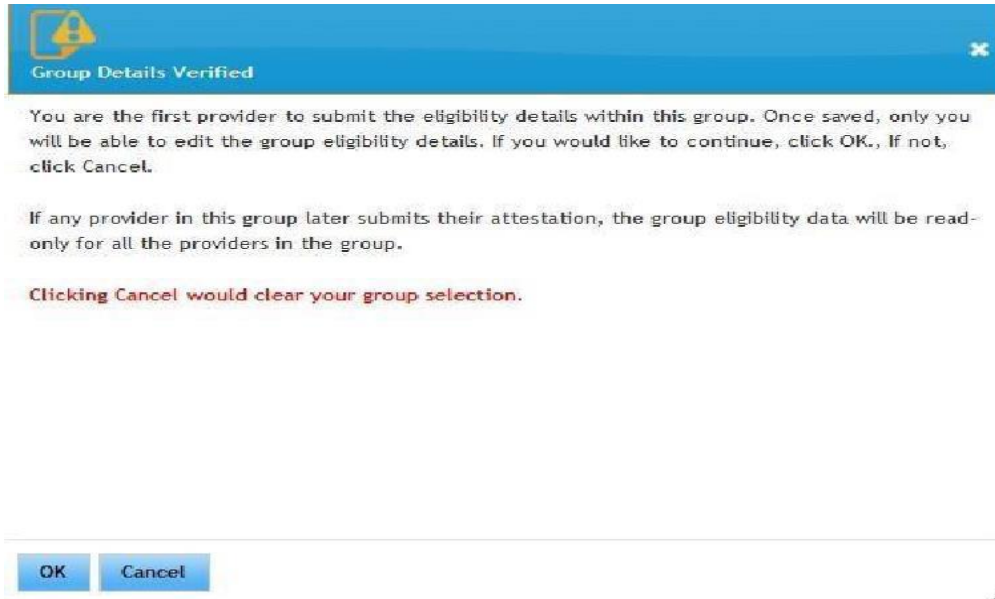 Group Details Verified
You are the first provider to submit the eligibility details within this group. Once saved, only you
will be able to edit the group eligibility details. If you would like to continue, click OK., If not,
click Cancel.
If any provider in this group later submits their attestation, the group eligibility data will be read-
only for all the providers in the group.
Clicking Cancel would clear your group selection.
OK Cancel